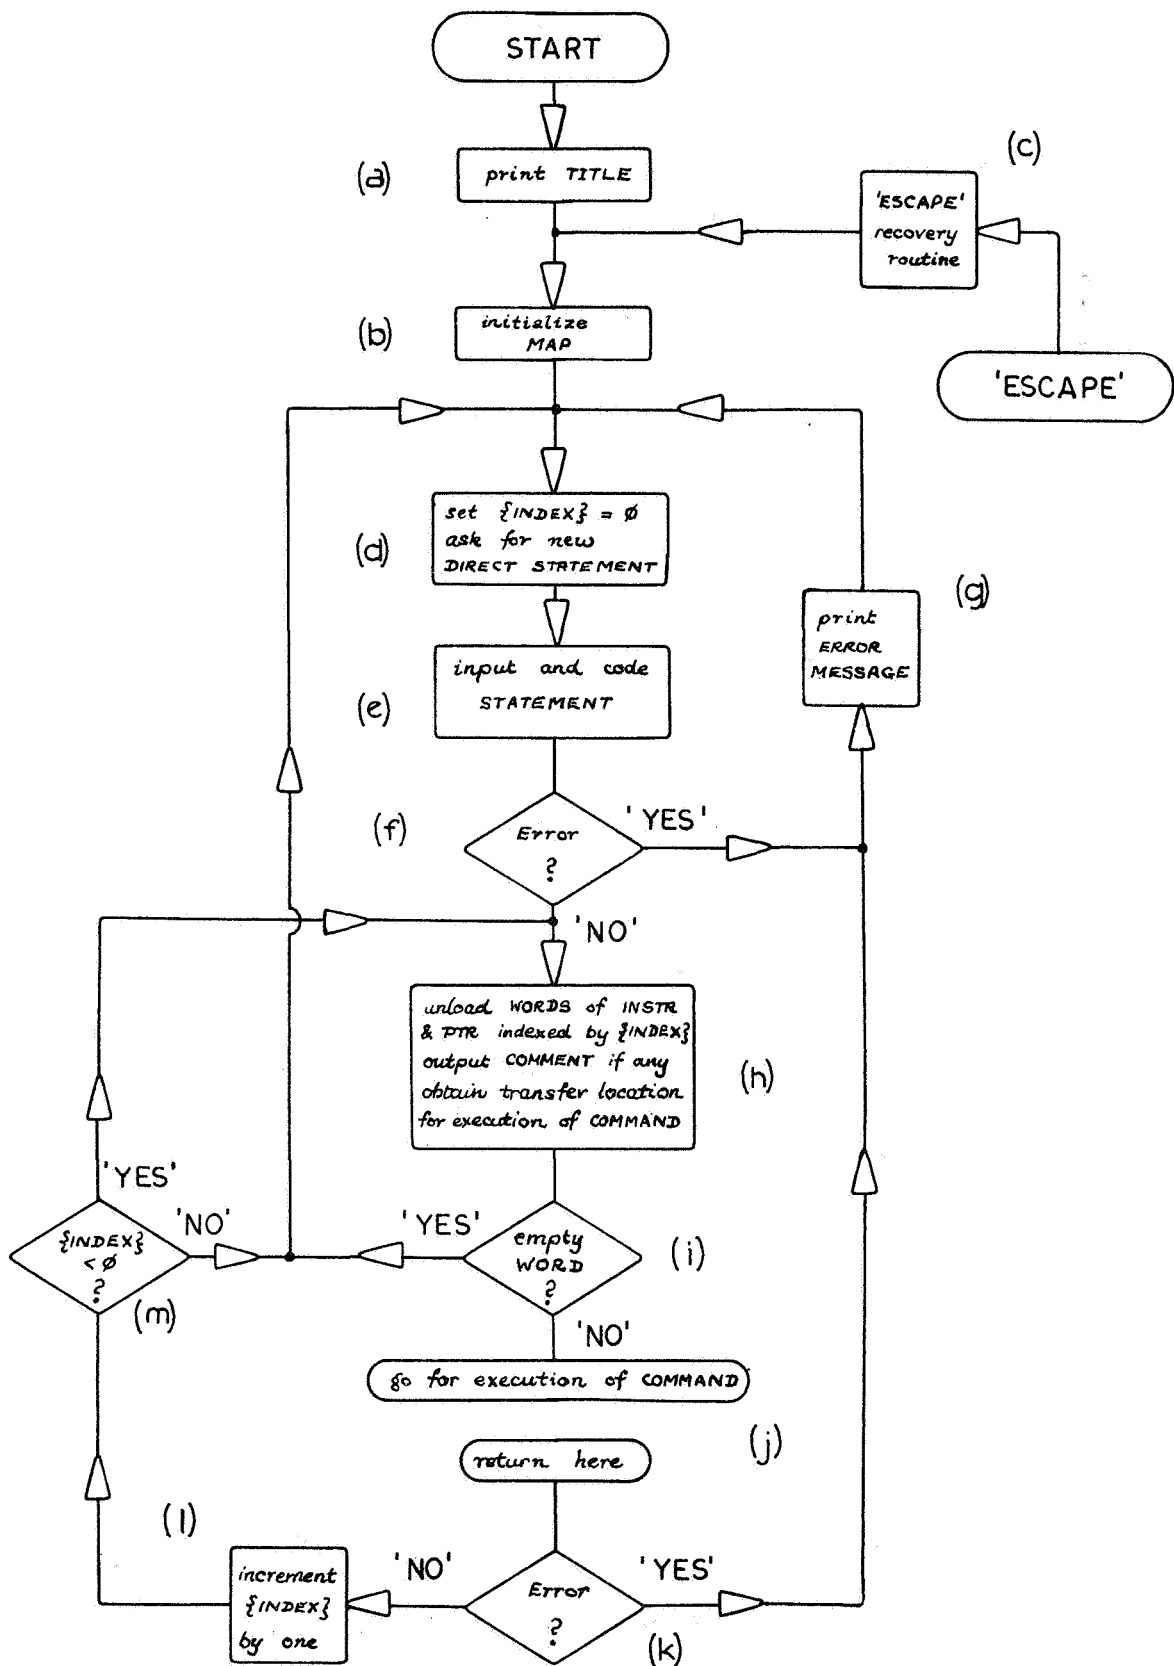 START
(a)
print TITLE
(c)
'ESCAPE'
recovery
routine
(b)
initialize
MAP
'ESCAPE'
(d)
set {INDEX} = ∅
ask for new
DIRECT STATEMENT
(g)
print
ERROR
MESSAGE
(e)
input and code
STATEMENT
(f)
Error
?
'YES'
'NO'
unload WORDS of INSTR
& PTR indexed by {INDEX}
output COMMENT if any
obtain transfer location
for execution of COMMAND
(h)
'YES'
{INDEX}
< ∅
?
'NO'
(m)
'YES'
empty
WORD
?
(i)
'NO'
go for execution of COMMAND
(j)
return here
(l)
increment
{INDEX}
by one
'NO'
Error
?
'YES'
(k)